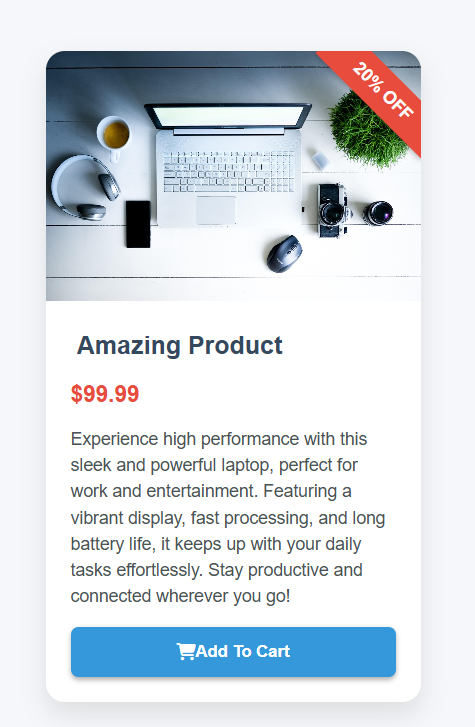 20% OFF
Amazing Product
$99.99
Experience high performance with this
sleek and powerful laptop, perfect for
work and entertainment. Featuring a
vibrant display, fast processing, and long
battery life, it keeps up with your daily
tasks effortlessly. Stay productive and
connected wherever you go!
Add To Cart